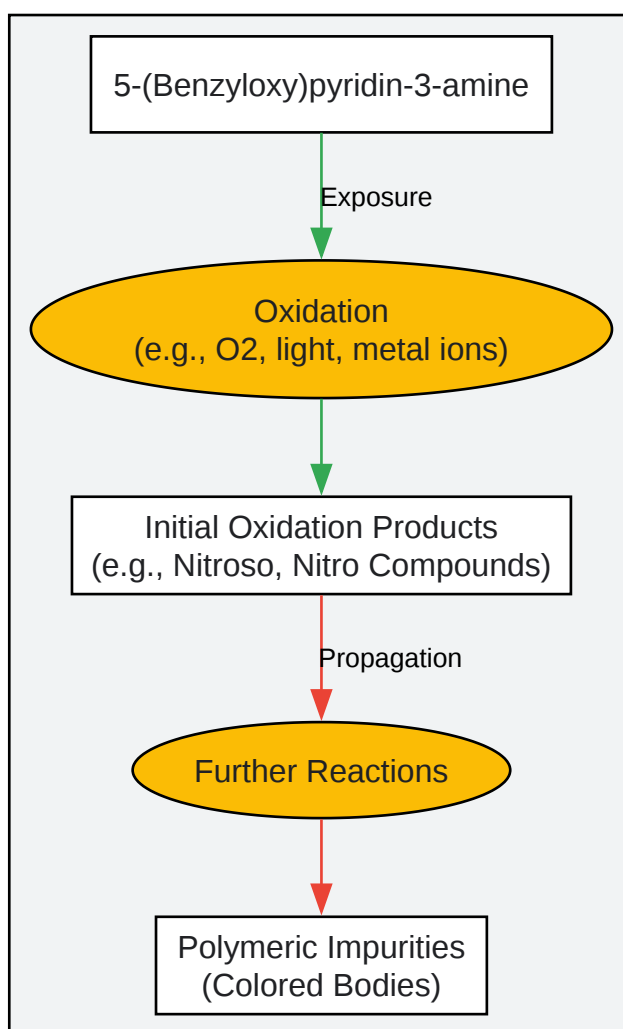 5-(Benzyloxy)pyridin-3-amine
Exposure
Oxidation
(e.g., O2, light, metal ions)
Initial Oxidation Products
(e.g., Nitroso, Nitro Compounds)
Propagation
Further Reactions
Polymeric Impurities
(Colored Bodies)